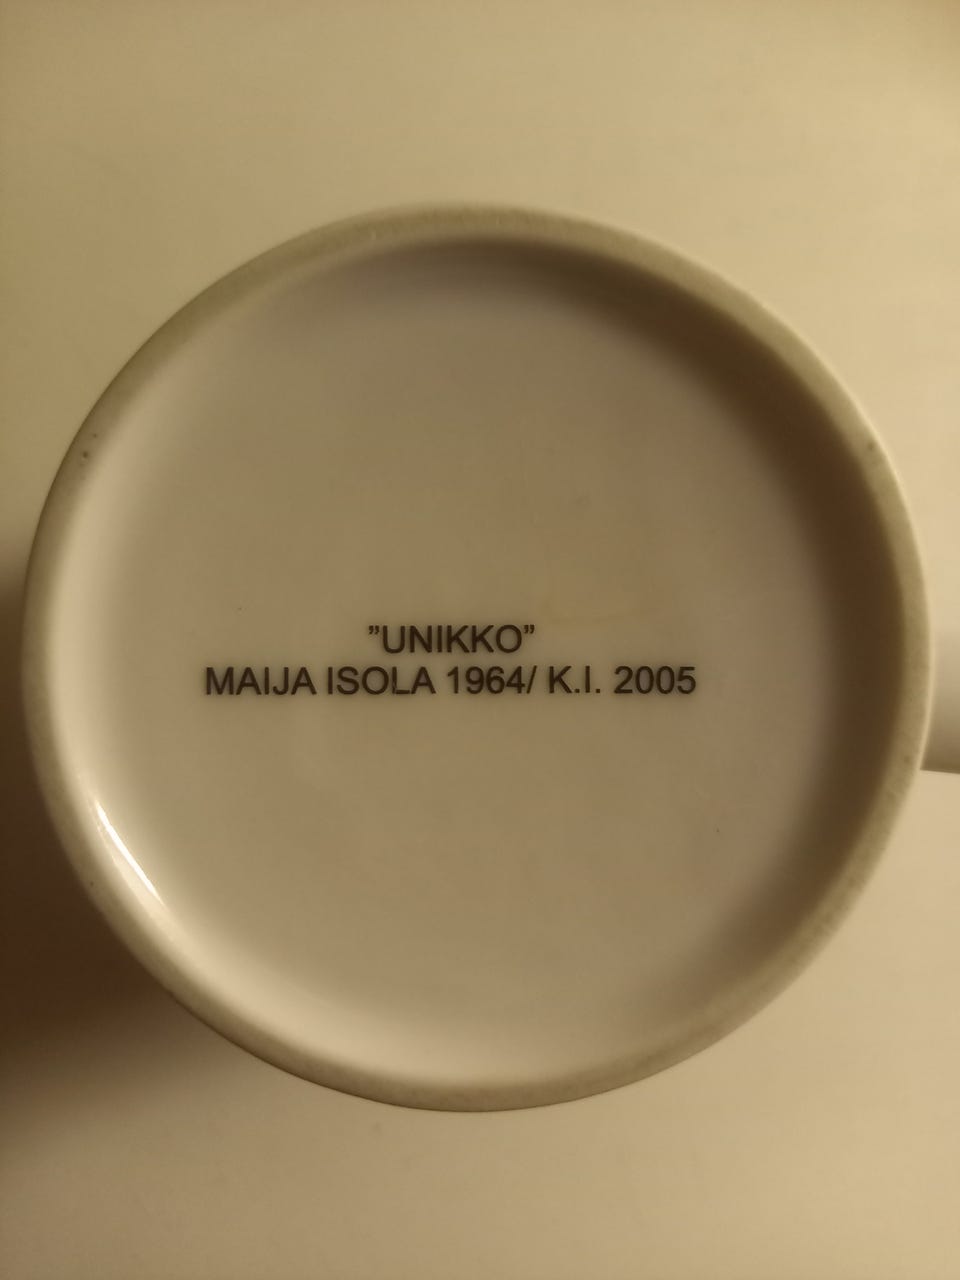 ”UNIKKO”
MAIJA ISOLA 1964/ K.I. 2005